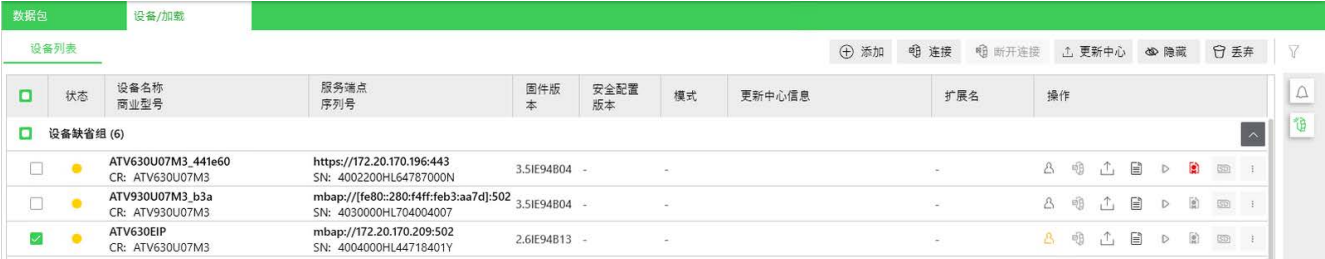 数据包 设备/加载
设备列表 添加 连接 断开连接 更新中心 隐藏 丢弃
状态 设备名称 商业型号 服务端点 序列号 固件版本 安全配置版本 模式 更新中心信息 扩展名 操作
设备缺省组 (6)
ATV630U07M3_441e60 https://172.20.170.196:443
CR: ATV630U07M3 SN: 4002200HL64787000N 3.5IE94B04 - - -
ATV930U07M3_b3a mbap://[fe80::280:f4ff:feb3:aa7d]:502
CR: ATV930U07M3 SN: 4030000HL704004007 3.5IE94B04 - - -
ATV630EIP mbap://172.20.170.209:502
CR: ATV630U07M3 SN: 4004000HL44718401Y 2.6IE94B13 - - -